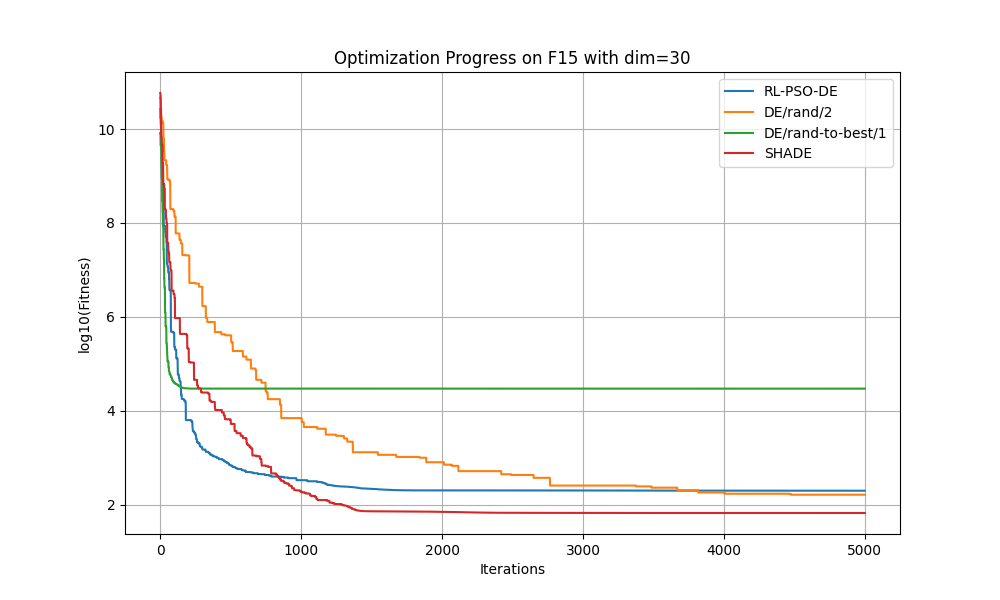 Optimization Progress on F15 with dim=30
RL-PSO-DE
DE/rand/2
DE/rand-to-best/1
SHADE
log10(Fitness)
10
8
6
4
2
0
1000
2000
3000
4000
5000
Iterations